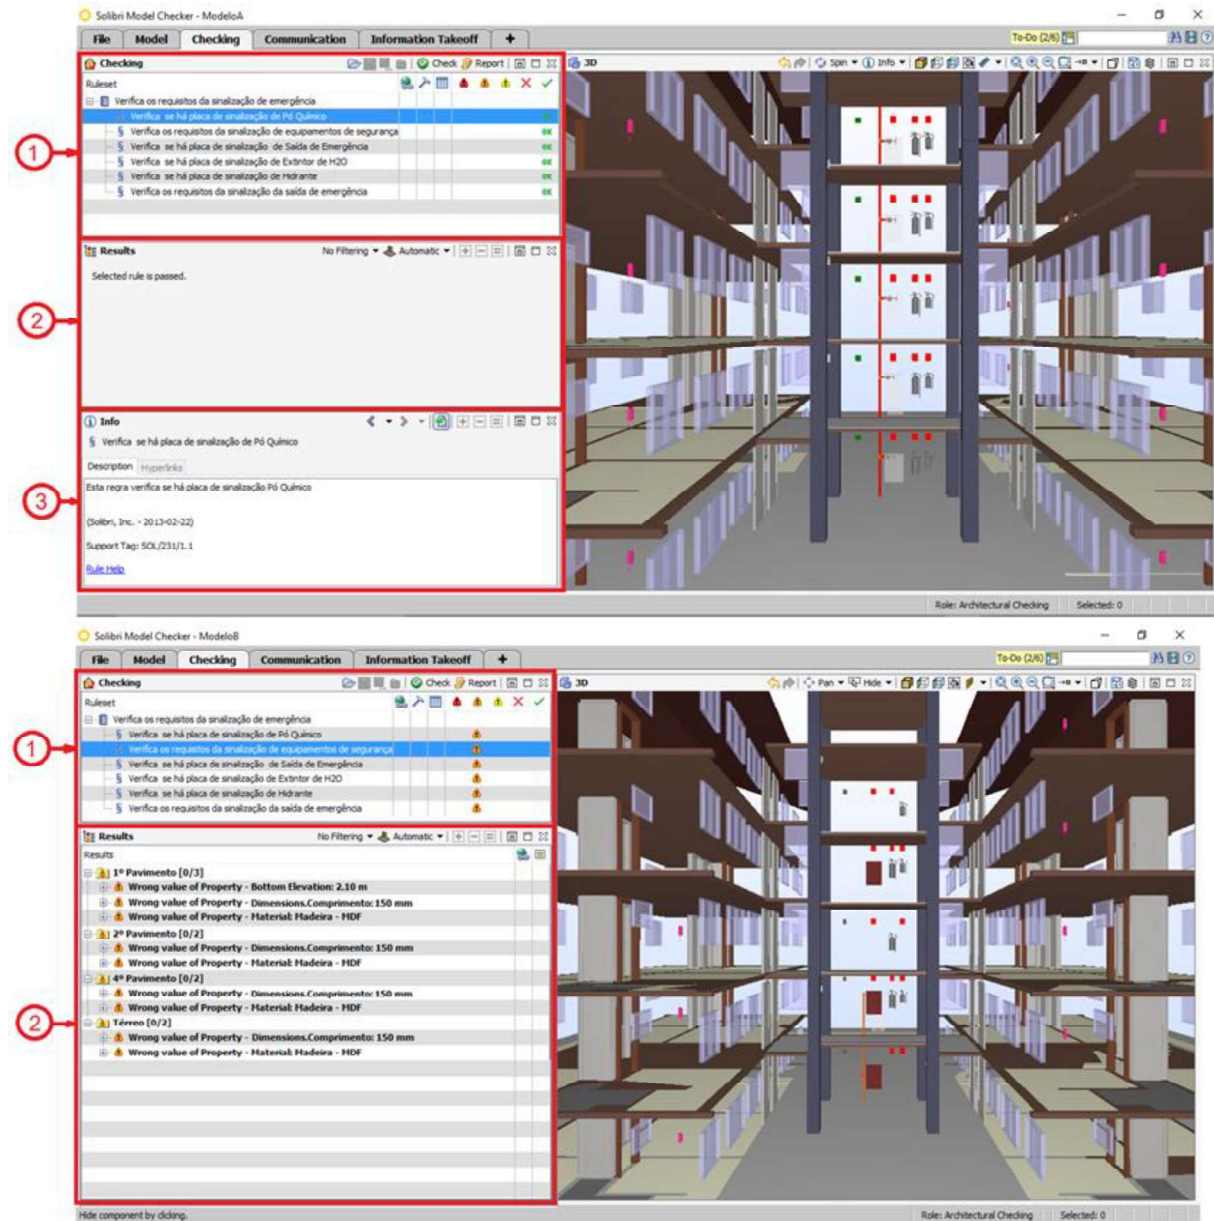 Solibri Model Checker - ModeloA
File Model Checking Communication Information Takeoff +
To-Do (2/6)
Checking
Check Report
3D
Spin Info
Ruleset
Verifica os requisitos da sinalização de emergência
Verifica se há placa de sinalização de Pó Químico
OK
§ Verifica os requisitos da sinalização de equipamentos de segurança
OK
§ Verifica se há placa de sinalização de Saída de Emergência
OK
§ Verifica se há placa de sinalização de Extintor de H2O
OK
§ Verifica se há placa de sinalização de Hidrante
OK
§ Verifica os requisitos da sinalização da saída de emergência
OK
1
Results
No Filtering Automatic
Selected rule is passed.
2
Info
§ Verifica se há placa de sinalização de Pó Químico
Description Hyperlinks
Esta regra verifica se há placa de sinalização Pó Químico
(Solibri, Inc. - 2013-02-22)
Support Tag: SOL/231/1.1
Rule Help
3
Role: Architectural Checking Selected: 0
Solibri Model Checker - ModeloB
File Model Checking Communication Information Takeoff +
To-Do (2/6)
Checking
Check Report
3D
Pan Hide
Ruleset
Verifica os requisitos da sinalização de emergência
§ Verifica se há placa de sinalização de Pó Químico
Verifica os requisitos da sinalização de equipamentos de segurança
§ Verifica se há placa de sinalização de Saída de Emergência
§ Verifica se há placa de sinalização de Extintor de H2O
§ Verifica se há placa de sinalização de Hidrante
§ Verifica os requisitos da sinalização da saída de emergência
1
Results
No Filtering Automatic
Results
1º Pavimento [0/3]
Wrong value of Property - Bottom Elevation: 2.10 m
Wrong value of Property - Dimensions.Comprimento: 150 mm
Wrong value of Property - Material: Madeira - MDF
2º Pavimento [0/2]
Wrong value of Property - Dimensions.Comprimento: 150 mm
Wrong value of Property - Material: Madeira - MDF
4º Pavimento [0/2]
Wrong value of Property - Dimensions.Comprimento: 150 mm
Wrong value of Property - Material: Madeira - MDF
Térreo [0/2]
Wrong value of Property - Dimensions.Comprimento: 150 mm
Wrong value of Property - Material: Madeira - MDF
2
Hide component by clicking.
Role: Architectural Checking Selected: 0